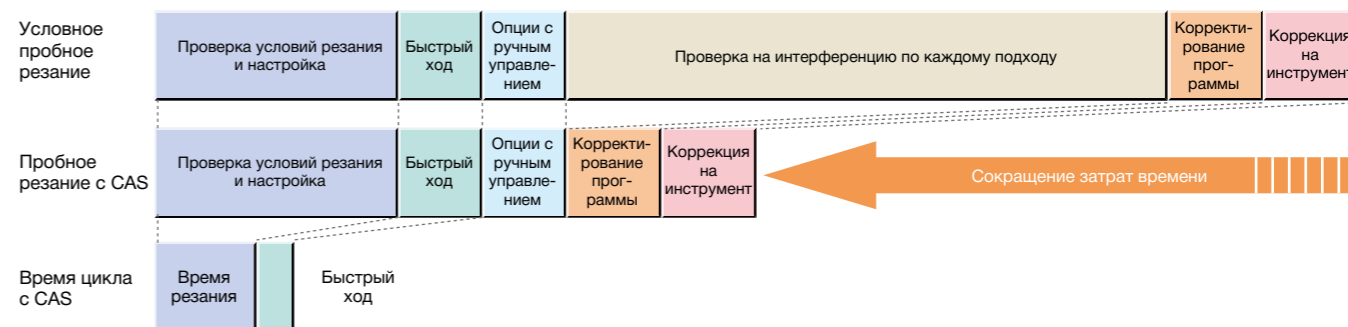 Условное
пробное
резание
Проверка условий резания
и настройка
Быстрый
ход
Опции с
ручным
управле-
нием
Проверка на интерференцию по каждому подходу
Корректи-
рование
прог-
раммы
Коррекция
на
инструмент
Пробное
резание с CAS
Проверка условий резания
и настройка
Быстрый
ход
Опции с
ручным
управле-
нием
Корректи-
рование
прог-
раммы
Коррекция
на
инструмент
Сокращение затрат времени
Время цикла
с CAS
Время
резания
Быстрый
ход